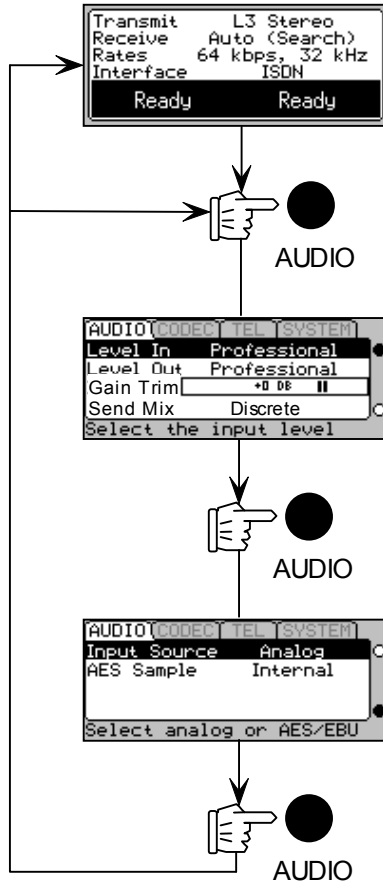 Transmit L3 Stereo
Receive Auto (Search)
Rates 64 kbps, 32 kHz
Interface ISDN
Ready Ready
AUDIO
AUDIO CODEC TEL SYSTEM
Level In Professional
Level Out Professional
Gain Trim +0 DB
Send Mix Discrete
Select the input level
AUDIO
AUDIO CODEC TEL SYSTEM
Input Source Analog
AES Sample Internal
Select analog or AES/EBU
AUDIO